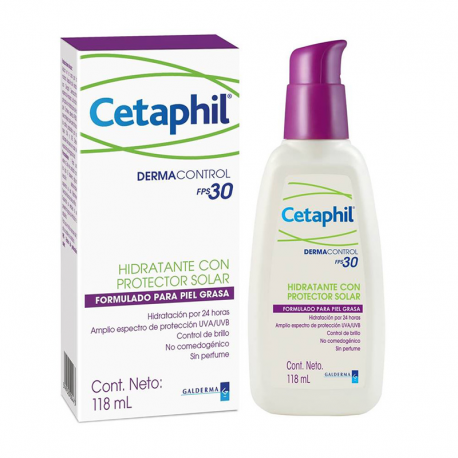 Cetaphil®
DERMACONTROL
FPS30
HIDRATANTE CON
PROTECTOR SOLAR
FORMULADO PARA PIEL GRASA
Hidratación por 24 horas
Amplio espectro de protección UVA/UVB
Control de brillo
No comedogénico
Sin perfume
Cont. Neto:
118 mL
GALDERMA
Cetaphil®
DERMACONTROL
FPS30
HIDRATANTE CON
PROTECTOR SOLAR
FORMULADO PARA PIEL GRASA
Hidratación por 24 horas
Amplio espectro de protección UVA/UVB
Control de brillo
No comedogénico
Sin perfume
Cont. Neto:
118 mL
GALDERMA